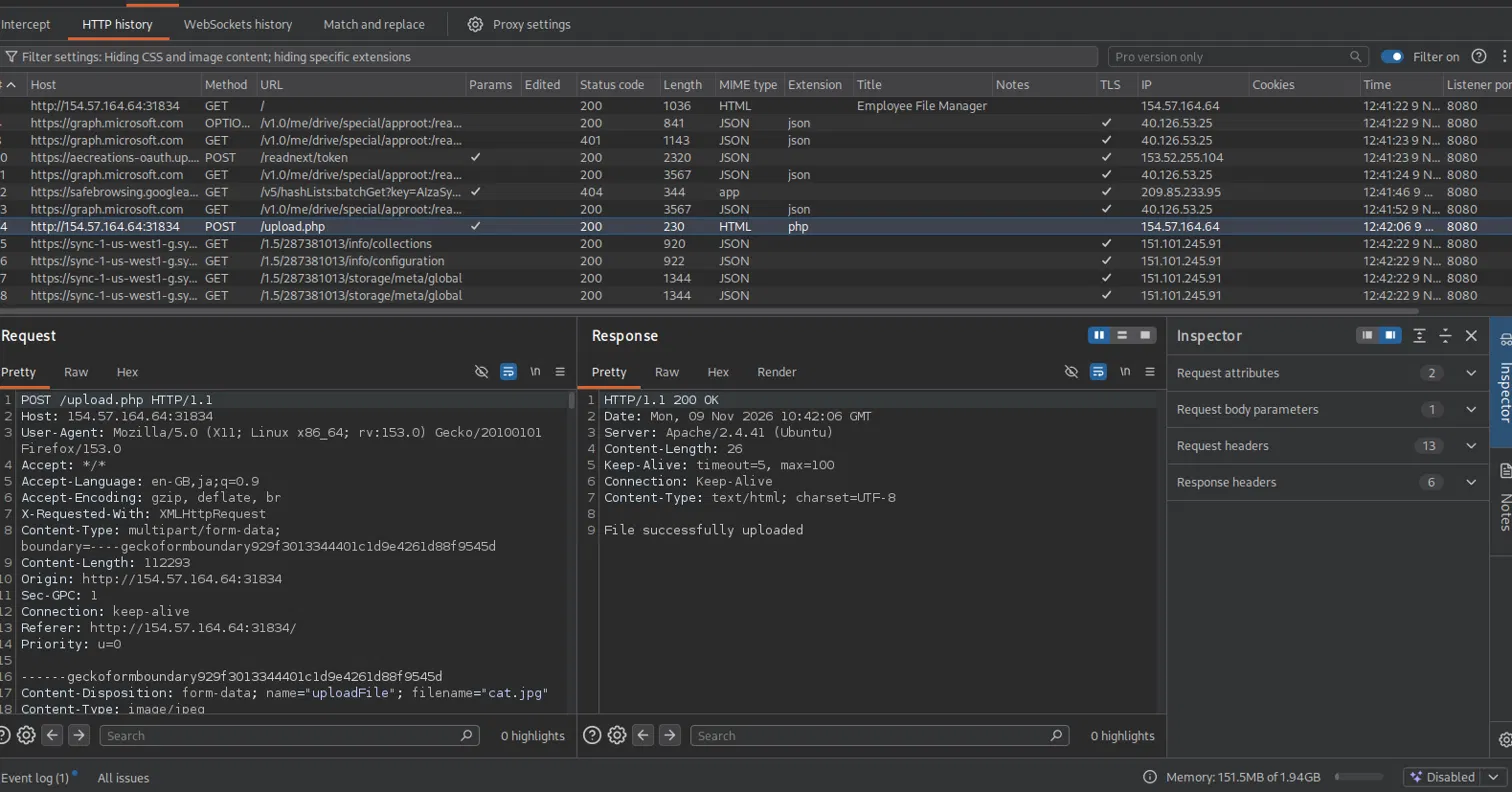 Intercept HTTP history WebSockets history Match and replace Proxy settings
Filter settings: Hiding CSS and image content; hiding specific extensions Pro version only Filter on
Host Method URL Params Edited Status code Length MIME type Extension Title Notes TLS IP Cookies Time Listener por
http://154.57.164.64:31834 GET / 200 1036 HTML Employee File Manager 154.57.164.64 12:41:22 9 N... 8080
https://graph.microsoft.com OPTIO... /v1.0/me/drive/special/approot:/rea... 200 841 JSON json ✓ 40.126.53.25 12:41:22 9 N... 8080
https://graph.microsoft.com GET /v1.0/me/drive/special/approot:/rea... 401 1143 JSON json ✓ 40.126.53.25 12:41:22 9 N... 8080
0 https://aecreations-oauth.up.... POST /readnext/token ✓ 200 2320 JSON ✓ 153.52.255.104 12:41:23 9 N... 8080
1 https://graph.microsoft.com GET /v1.0/me/drive/special/approot:/rea... 200 3567 JSON json ✓ 40.126.53.25 12:41:24 9 N... 8080
2 https://safebrowsing.googlea... GET /v5/hashLists:batchGet?key=AIzaSy... ✓ 404 344 app ✓ 209.85.233.95 12:41:46 9 ... 8080
3 https://graph.microsoft.com GET /v1.0/me/drive/special/approot:/rea... 200 3567 JSON json ✓ 40.126.53.25 12:41:52 9 N... 8080
4 http://154.57.164.64:31834 POST /upload.php ✓ 200 230 HTML php 154.57.164.64 12:42:06 9 ... 8080
5 https://sync-1-us-west1-g.sy... GET /1.5/287381013/info/collections 200 920 JSON ✓ 151.101.245.91 12:42:22 9 N... 8080
6 https://sync-1-us-west1-g.sy... GET /1.5/287381013/info/configuration 200 922 JSON ✓ 151.101.245.91 12:42:22 9 N... 8080
7 https://sync-1-us-west1-g.sy... GET /1.5/287381013/storage/meta/global 200 1344 JSON ✓ 151.101.245.91 12:42:22 9 N... 8080
8 https://sync-1-us-west1-g.sy... GET /1.5/287381013/storage/meta/global 200 1344 JSON ✓ 151.101.245.91 12:42:22 9 N... 8080
Request
Pretty Raw Hex \n
1 POST /upload.php HTTP/1.1
2 Host: 154.57.164.64:31834
3 User-Agent: Mozilla/5.0 (X11; Linux x86_64; rv:153.0) Gecko/20100101
Firefox/153.0
4 Accept: */*
5 Accept-Language: en-GB,ja;q=0.9
6 Accept-Encoding: gzip, deflate, br
7 X-Requested-With: XMLHttpRequest
8 Content-Type: multipart/form-data;
boundary=----geckoformboundary929f3013344401c1d9e4261d88f9545d
9 Content-Length: 112293
10 Origin: http://154.57.164.64:31834
11 Sec-GPC: 1
12 Connection: keep-alive
13 Referer: http://154.57.164.64:31834/
14 Priority: u=0
15
16 ------geckoformboundary929f3013344401c1d9e4261d88f9545d
17 Content-Disposition: form-data; name="uploadFile"; filename="cat.jpg"
18 Content-Type: image/jpeg
Search 0 highlights
Response
Pretty Raw Hex Render \n
1 HTTP/1.1 200 OK
2 Date: Mon, 09 Nov 2026 10:42:06 GMT
3 Server: Apache/2.4.41 (Ubuntu)
4 Content-Length: 26
5 Keep-Alive: timeout=5, max=100
6 Connection: Keep-Alive
7 Content-Type: text/html; charset=UTF-8
8
9 File successfully uploaded
Search 0 highlights
Inspector
Request attributes 2
Request body parameters 1
Request headers 13
Response headers 6
Inspector
Notes
Event log (1) All issues Memory: 151.5MB of 1.94GB Disabled